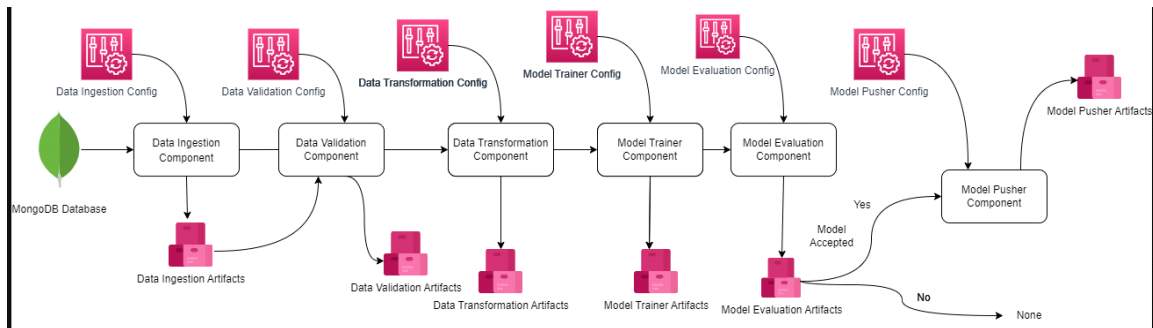 Data Ingestion Config
Data Validation Config
Data Transformation Config
Model Trainer Config
Model Evaluation Config
Model Pusher Config
Model Pusher Artifacts
Data Ingestion
Component
Data Validation
Component
Data Transformation
Component
Model Trainer
Component
Model Evaluation
Component
Model Pusher
Component
MongoDB Database
Yes
Model
Accepted
Data Ingestion Artifacts
Data Validation Artifacts
Data Transformation Artifacts
Model Trainer Artifacts
Model Evaluation Artifacts
No
None